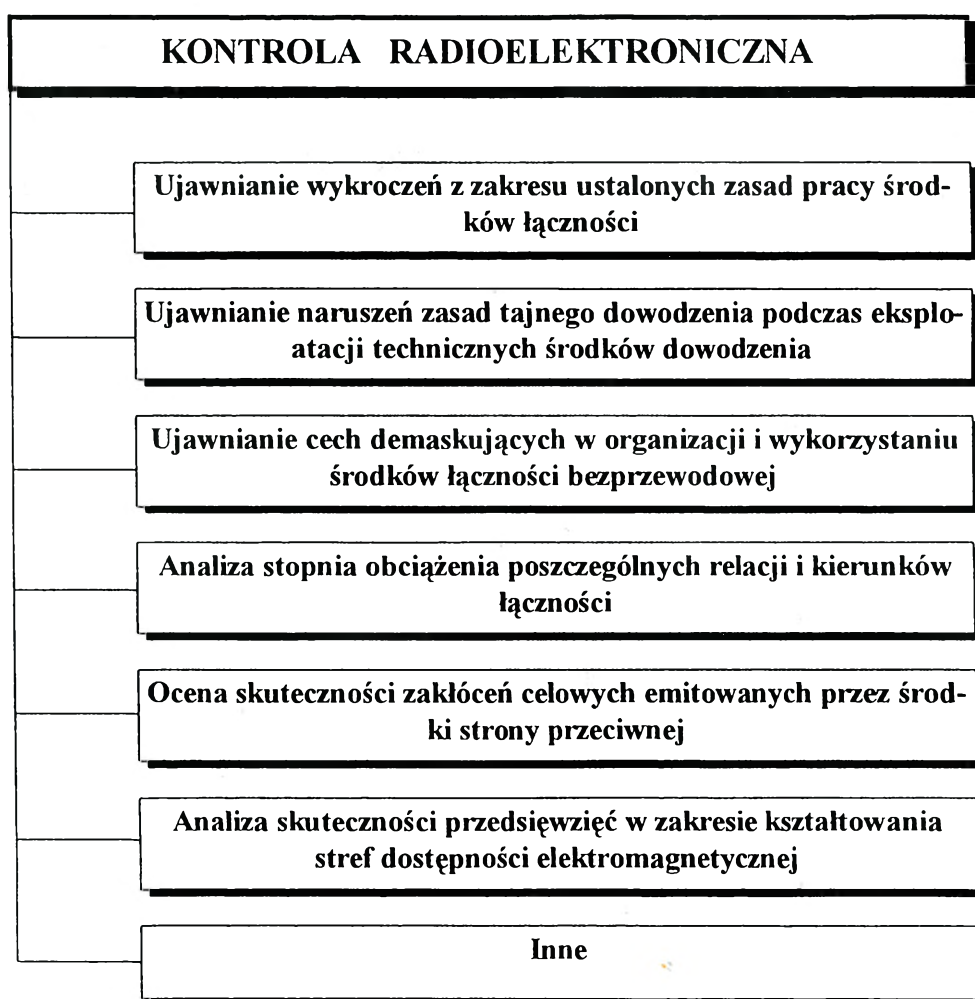 KONTROLA RADIOELEKTRONICZNA
Ujawnianie wykroczeń z zakresu ustalonych zasad pracy środ-
ków łączności
Ujawnianie naruszeń zasad tajnego dowodzenia podczas eksplo-
atacji technicznych środków dowodzenia
Ujawnianie cech demaskujących w organizacji i wykorzystaniu
środków łączności bezprzewodowej
Analiza stopnia obciążenia poszczególnych relacji i kierunków
łączności
Ocena skuteczności zakłóceń celowych emitowanych przez środ-
ki strony przeciwnej
Analiza skuteczności przedsięwzięć w zakresie kształtowania
stref dostępności elektromagnetycznej
Inne